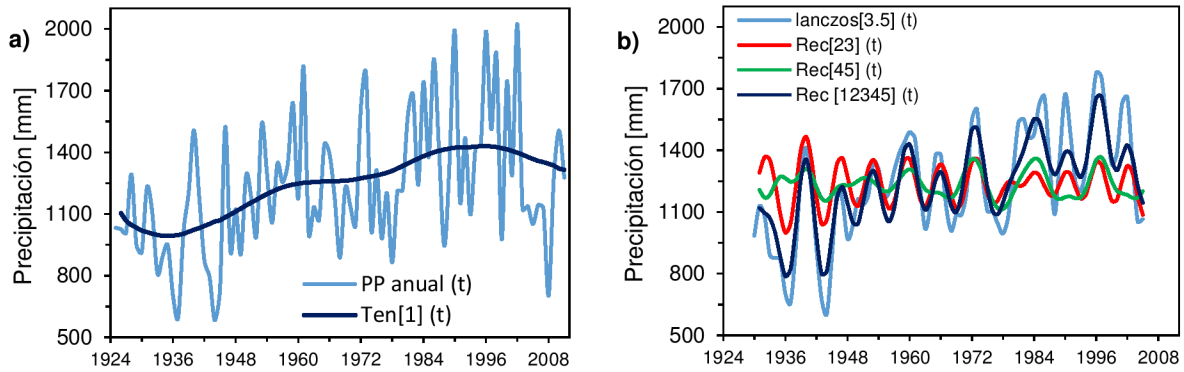 a)
Precipitación [mm]
2000
1700
1400
1100
800
500
1924 1936 1948 1960 1972 1984 1996 2008
PP anual (t)
Ten[1] (t)
b)
Precipitación [mm]
2000
1700
1400
1100
800
500
1924 1936 1948 1960 1972 1984 1996 2008
lanczos[3.5] (t)
Rec[23] (t)
Rec[45] (t)
Rec [12345] (t)